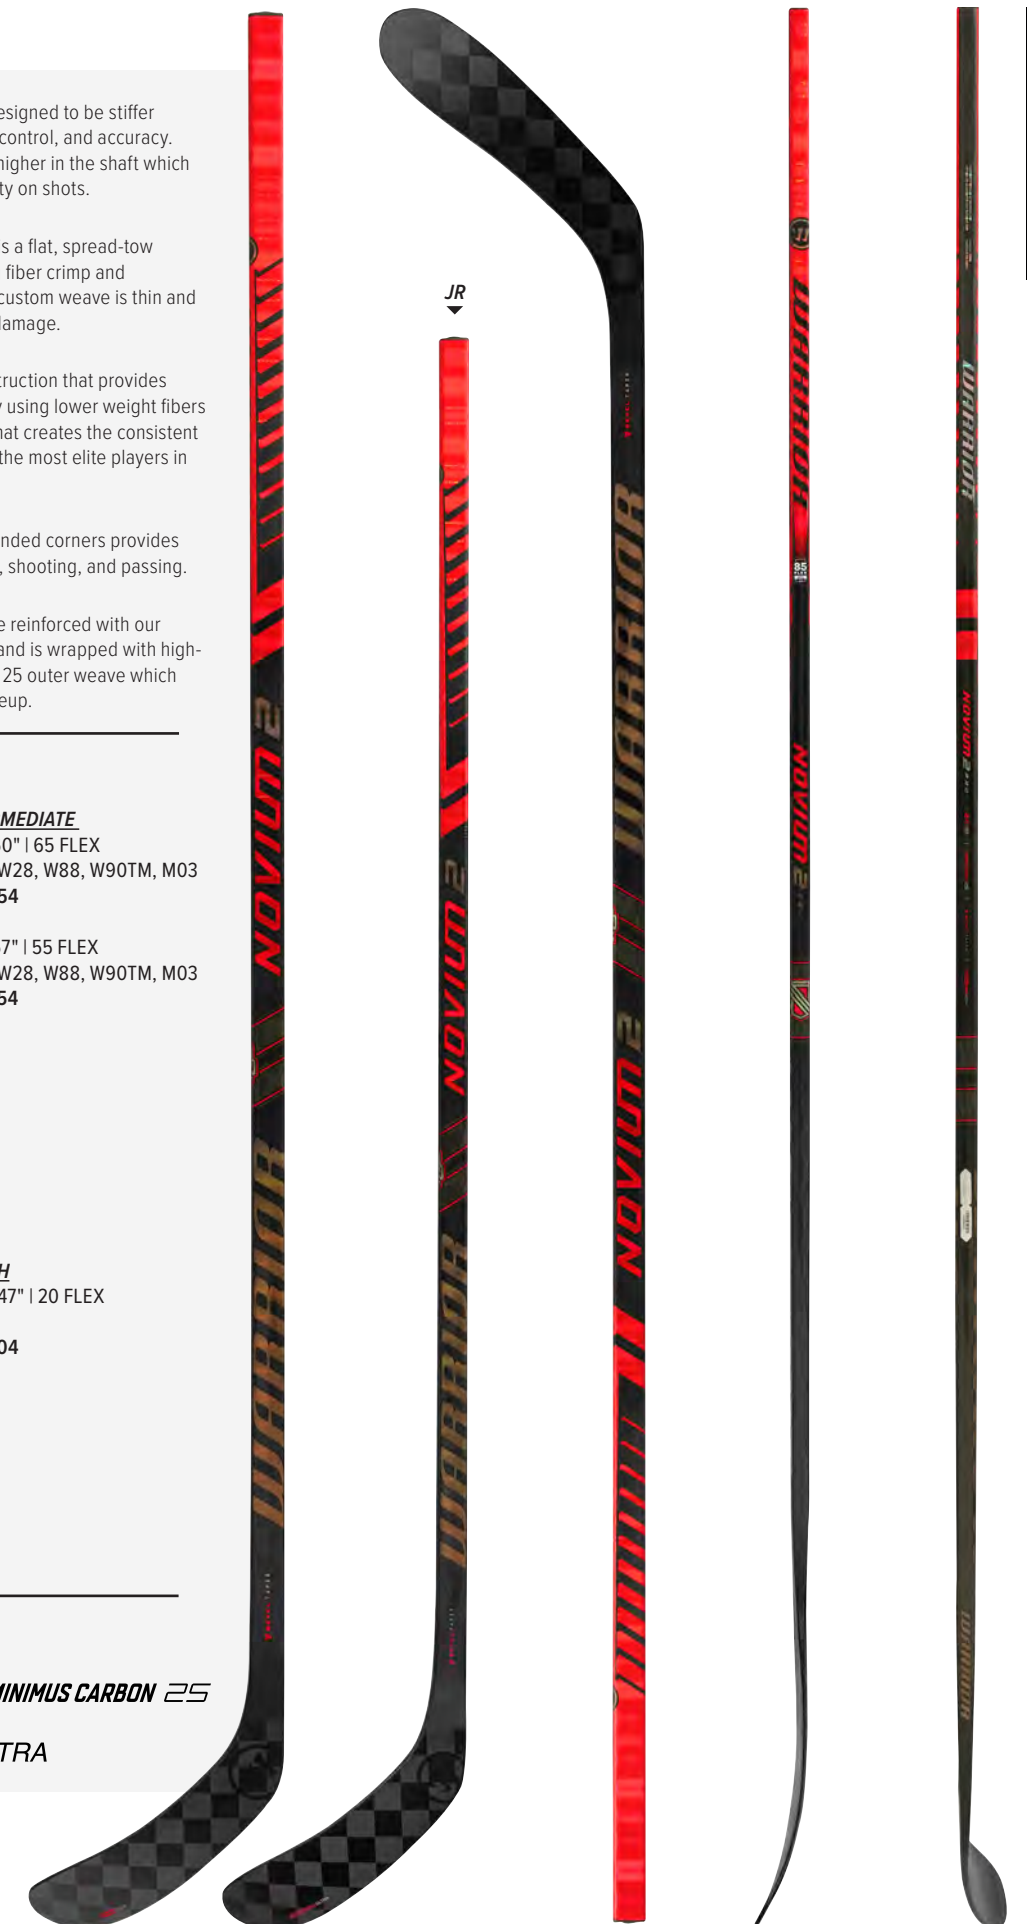 esigned to be stiffer
control, and accuracy.
higher in the shaft which
ty on shots.
s a flat, spread-tow
fiber crimp and
custom weave is thin and
damage.
truction that provides
y using lower weight fibers
hat creates the consistent
the most elite players in
nded corners provides
, shooting, and passing.
e reinforced with our
and is wrapped with high-
25 outer weave which
eup.
MEDIATE
60" | 65 FLEX
W28, W88, W90TM, M03
54
57" | 55 FLEX
W28, W88, W90TM, M03
54
H
47" | 20 FLEX
04
MINIMUS CARBON 25
TRA
NOVIUM 2
WARRIOR
JR
NOVIUM 2
WARRIOR
WARRIOR
NOVIUM 2
WARRIOR
85
NOVIUM 2
WARRIOR
NOVIUM 2
WARRIOR